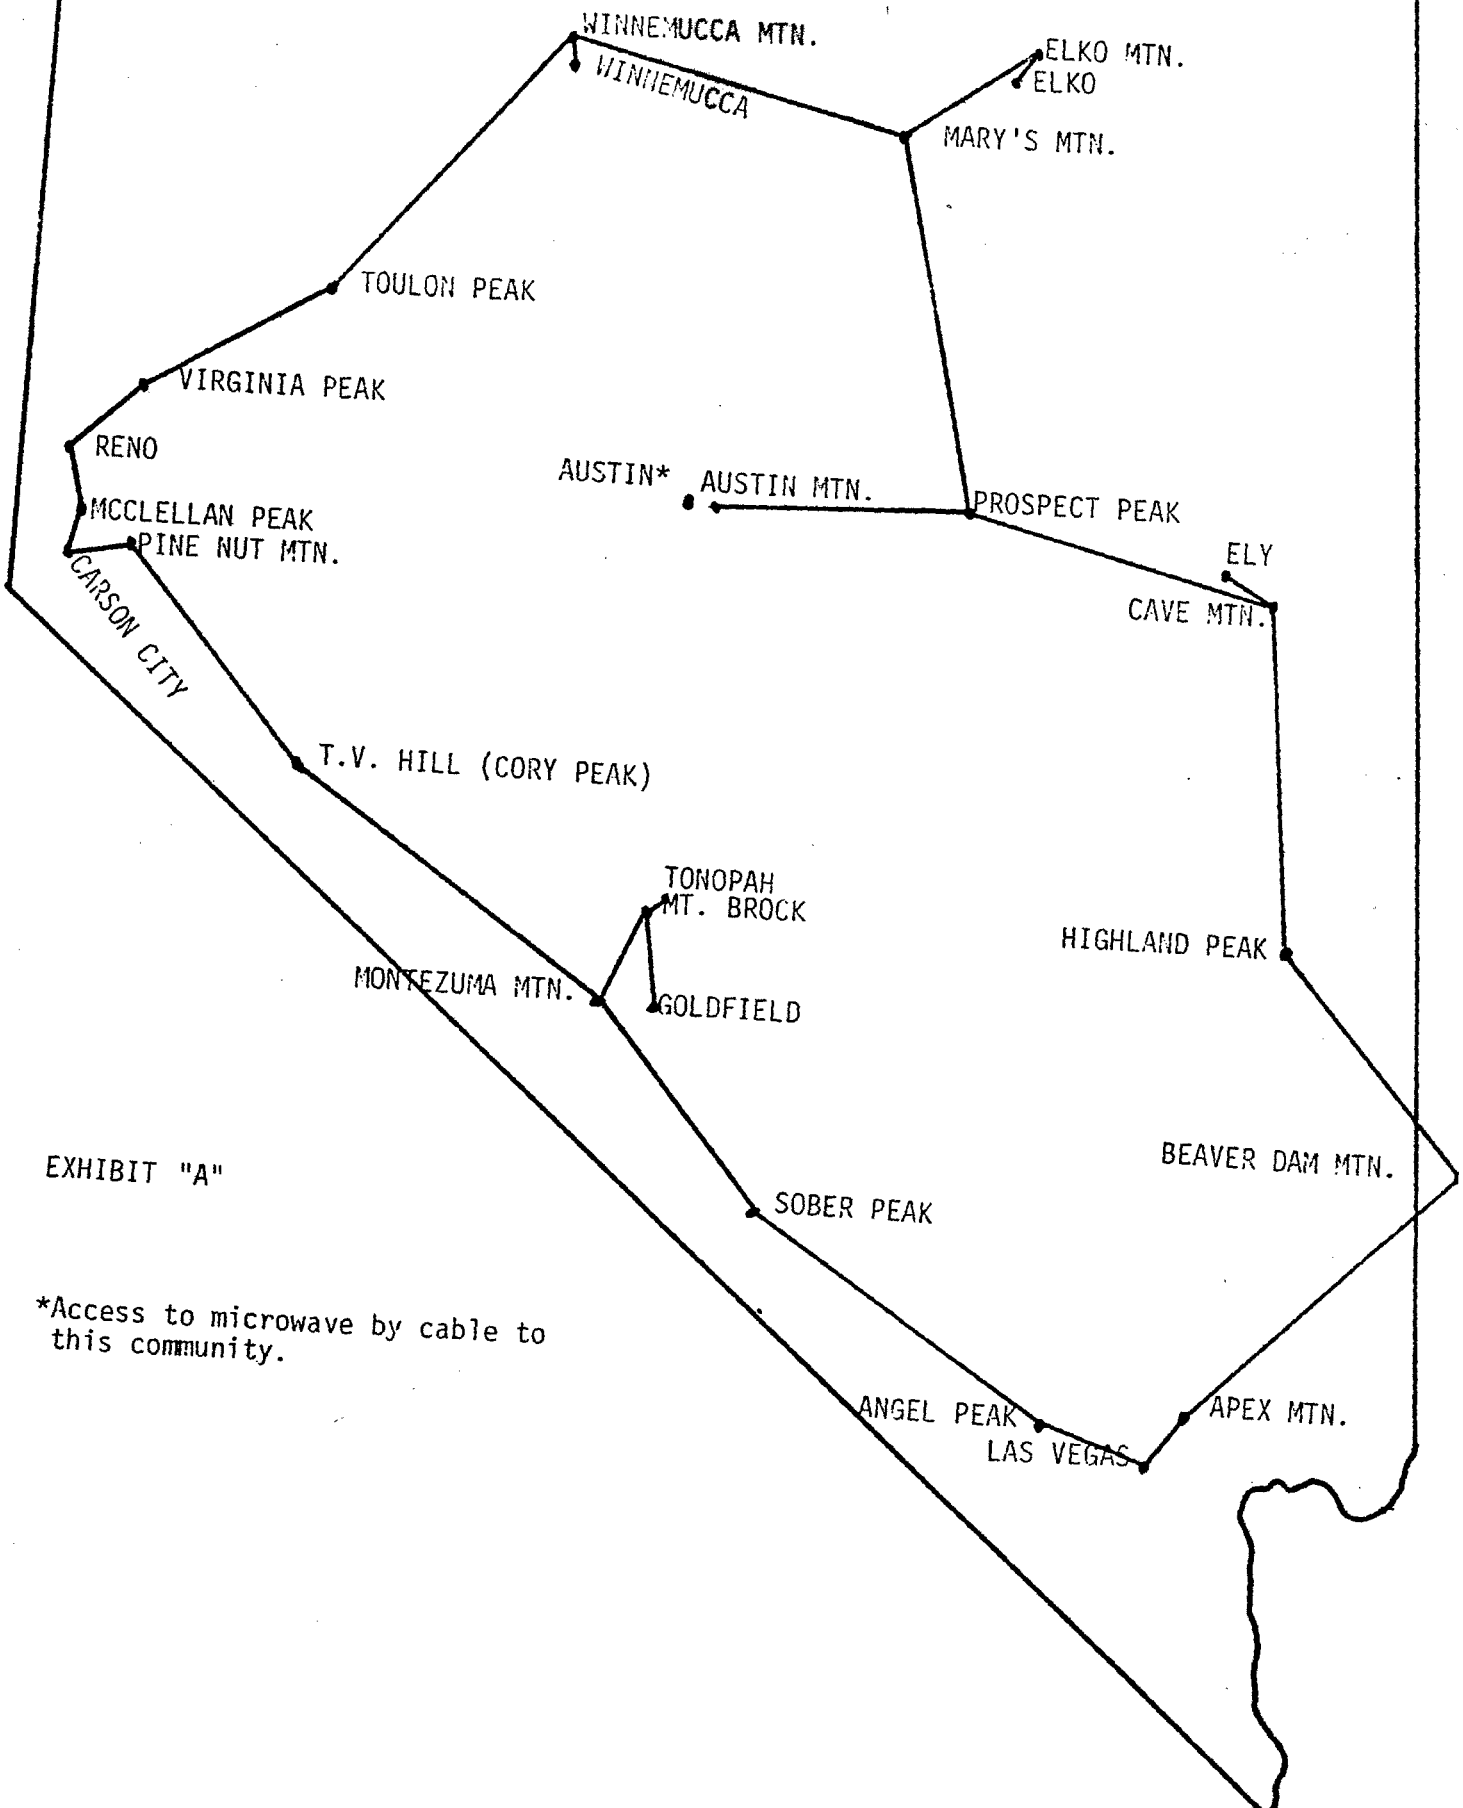 WINNEMUCCA MTN.
WINNEMUCCA
ELKO MTN.
ELKO
MARY'S MTN.
TOULON PEAK
VIRGINIA PEAK
RENO
AUSTIN*
AUSTIN MTN.
PROSPECT PEAK
MCCLELLAN PEAK
PINE NUT MTN.
CARSON CITY
ELY
CAVE MTN.
T.V. HILL (CORY PEAK)
TONOPAH
MT. BROCK
HIGHLAND PEAK
MONTEZUMA MTN.
GOLDFIELD
BEAVER DAM MTN.
EXHIBIT "A"
SOBER PEAK
*Access to microwave by cable to
this community.
ANGEL PEAK
APEX MTN.
LAS VEGAS